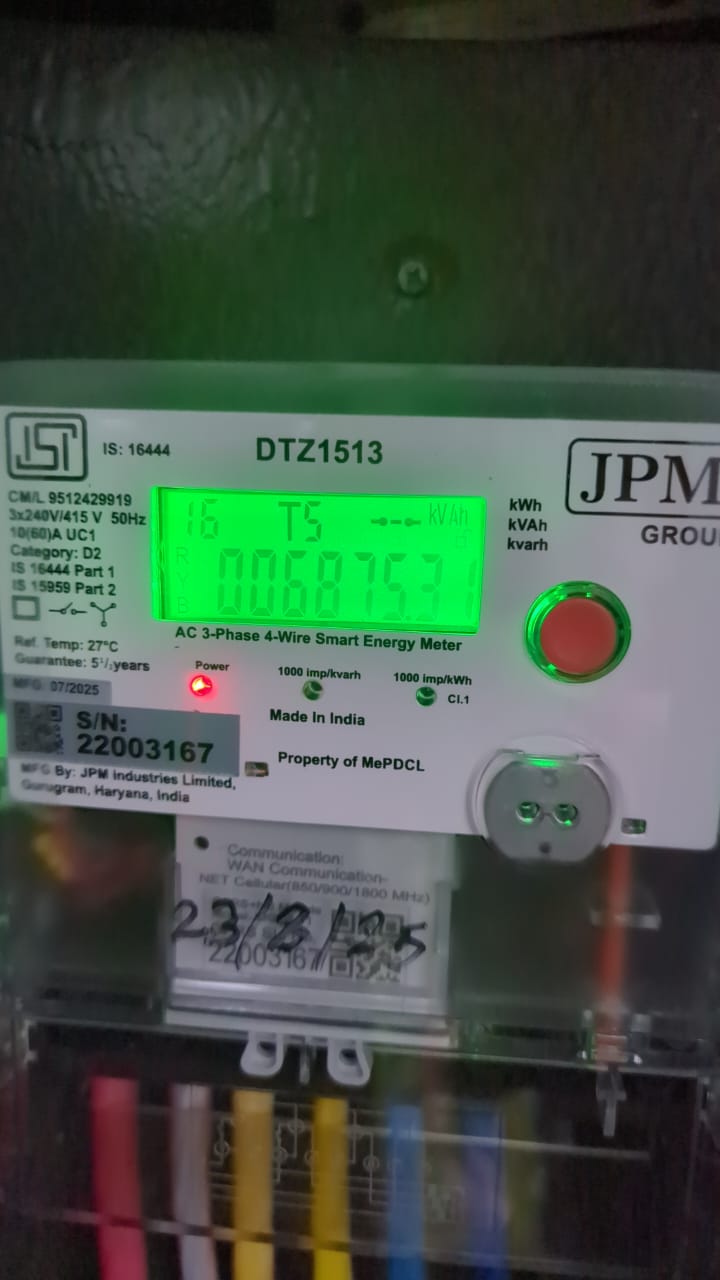 ISI
IS: 16444
DTZ1513
JPM
GROU
CM/L 9512429919
3x240V/415 V 50Hz
10(60)A UC1
Category: D2
IS 16444 Part 1
IS 15959 Part 2
16 TS kVAh
R
Y
B
006875.31
kWh
kVAh
kvarh
AC 3-Phase 4-Wire Smart Energy Meter
Ref. Temp: 27°C
Guarantee: 5½years
MFG: 07/2025
Power
1000 imp/kvarh
1000 imp/kWh
Cl.1
Made In India
S/N:
22003167
Property of MePDCL
MFG By: JPM Industries Limited,
Gurugram, Haryana, India
Communication:
WAN Communication-
NET Cellular(850/900/1800 MHz)
23/8/25
22003167